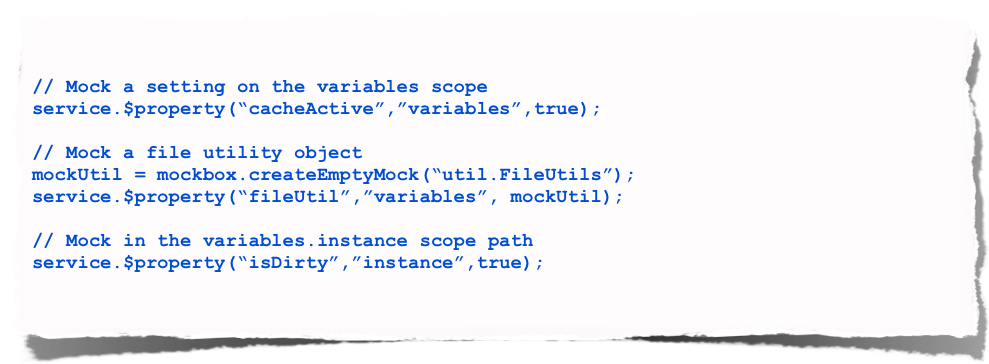 // Mock a setting on the variables scope
service.$property(“cacheActive”,”variables”,true);
// Mock a file utility object
mockUtil = mockbox.createEmptyMock(“util.FileUtils”);
service.$property(“fileUtil”,”variables”, mockUtil);
// Mock in the variables.instance scope path
service.$property(“isDirty”,”instance”,true);